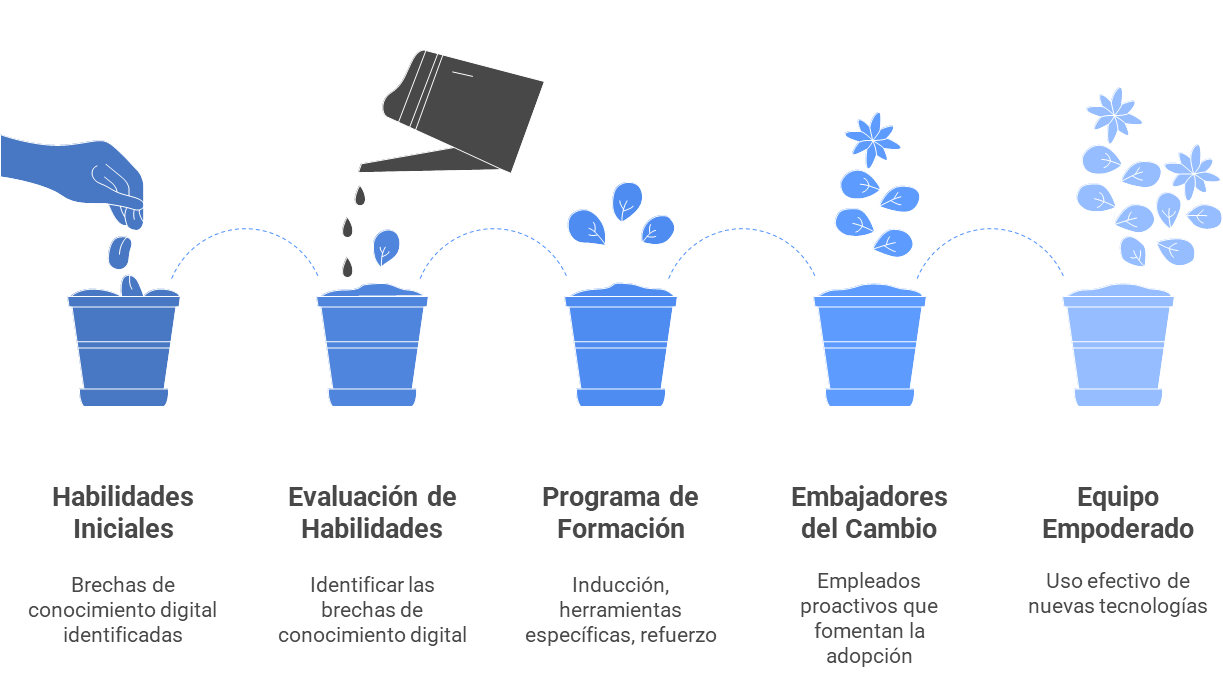 Habilidades
Iniciales
Brechas de
conocimiento digital
identificadas
Evaluación de
Habilidades
Identificar las
brechas de
conocimiento digital
Programa de
Formación
Inducción,
herramientas
específicas, refuerzo
Embajadores
del Cambio
Empleados
proactivos que
fomentan la
adopción
Equipo
Empoderado
Uso efectivo de
nuevas tecnologías